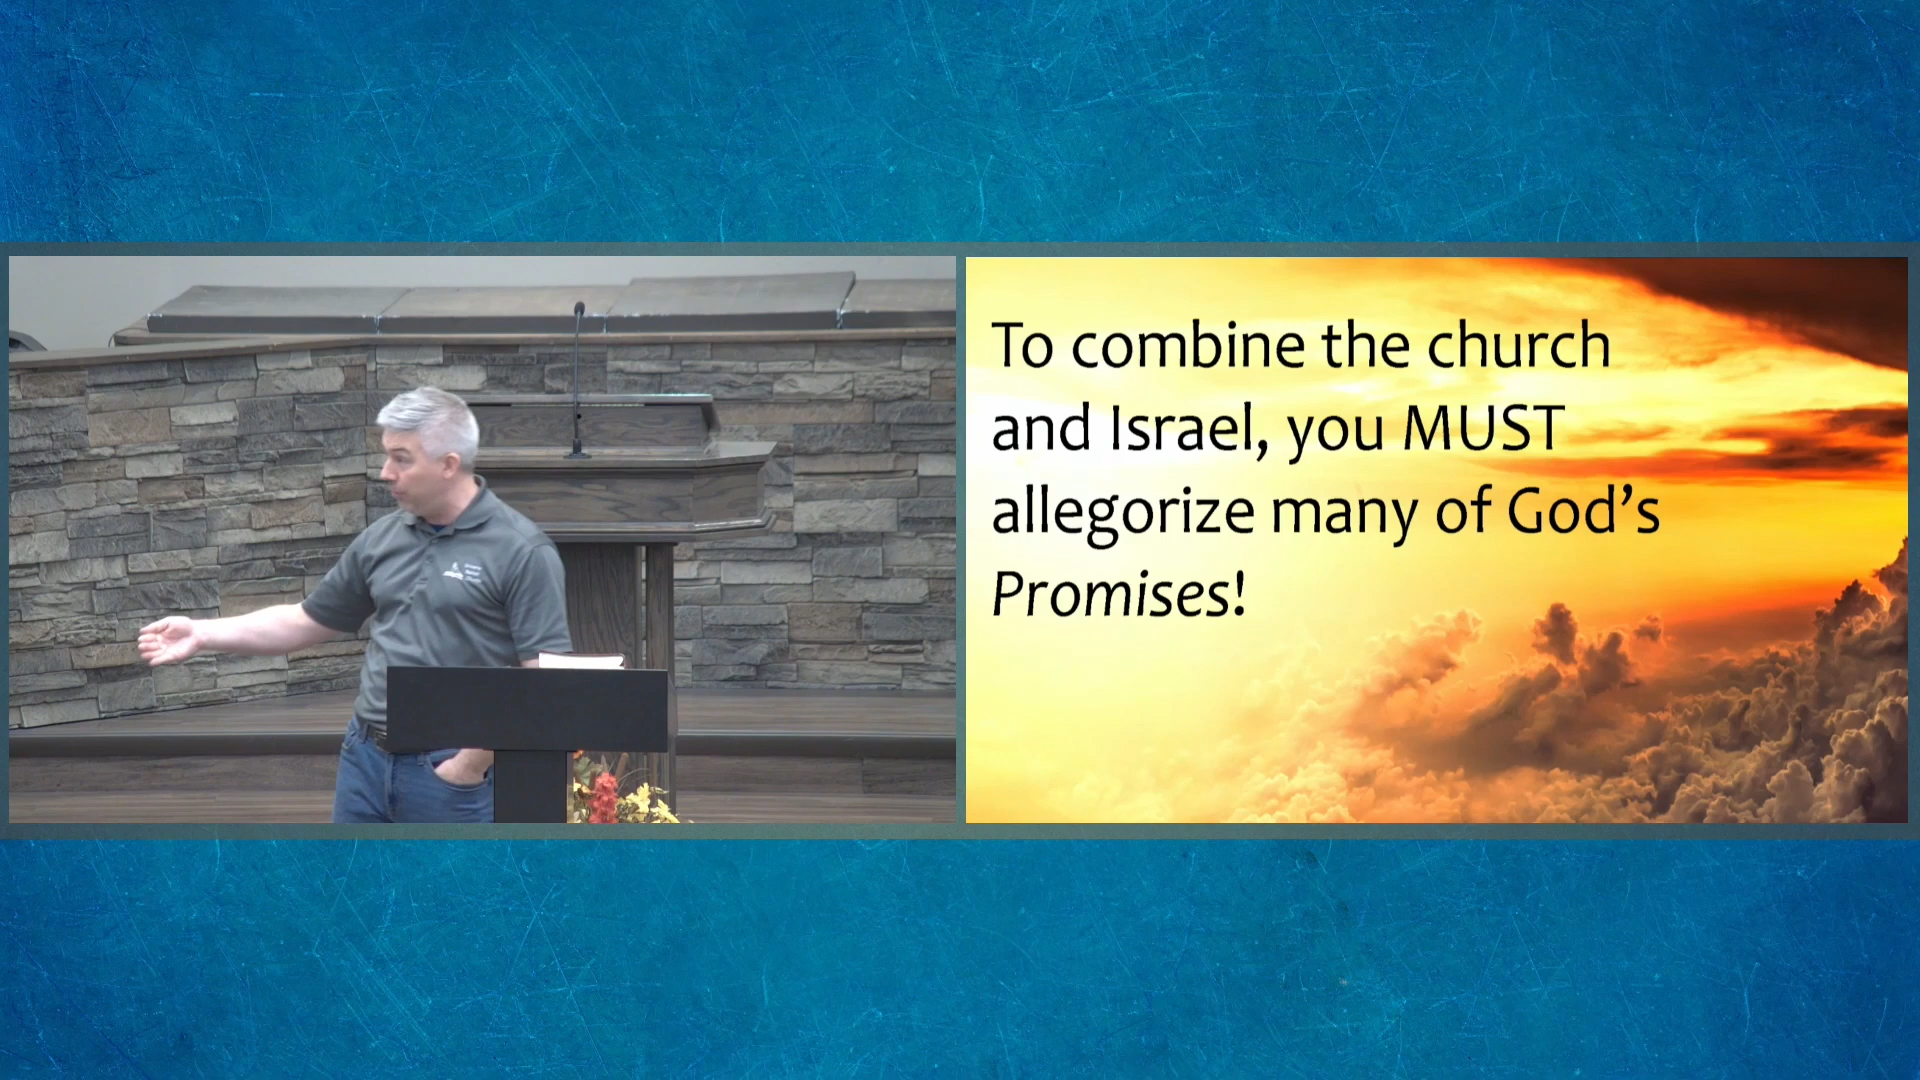 To combine the church
and Israel, you MUST
allegorize many of God's
Promises!